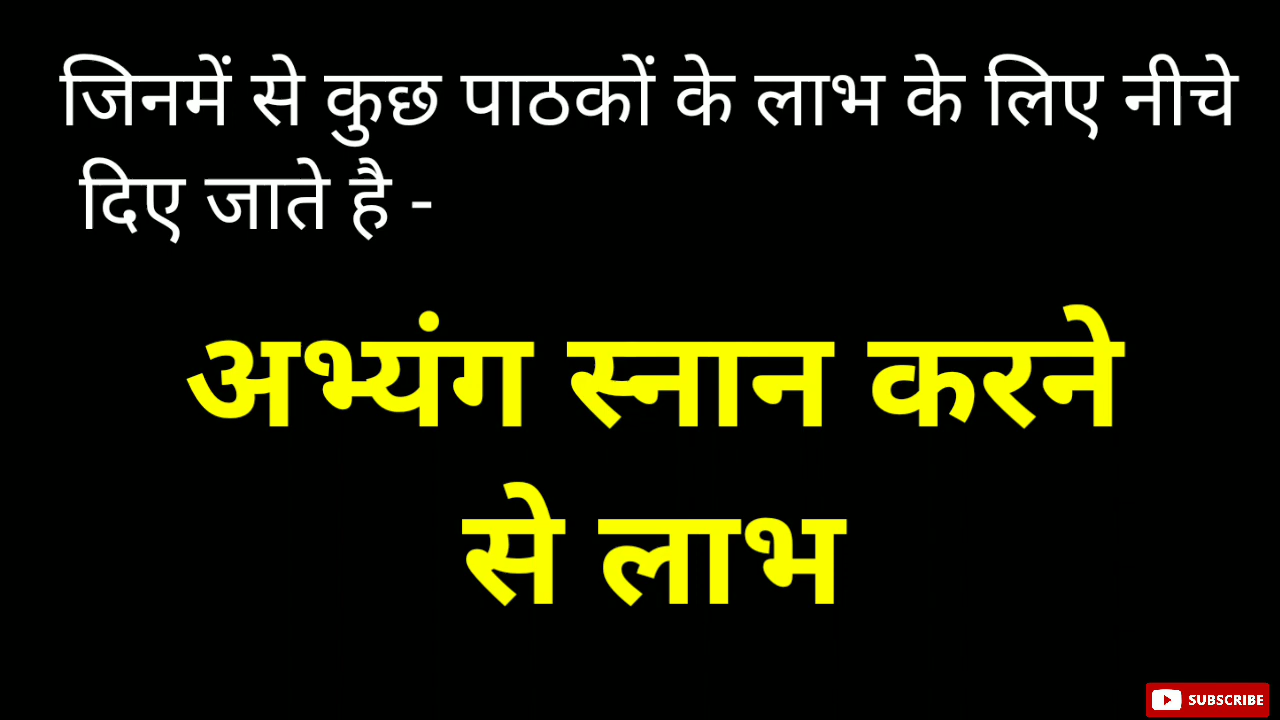 जिनमें से कुछ पाठकों के लाभ के लिए नीचे
दिए जाते है -
अभ्यंग स्नान करने
से लाभ
SUBSCRIBE